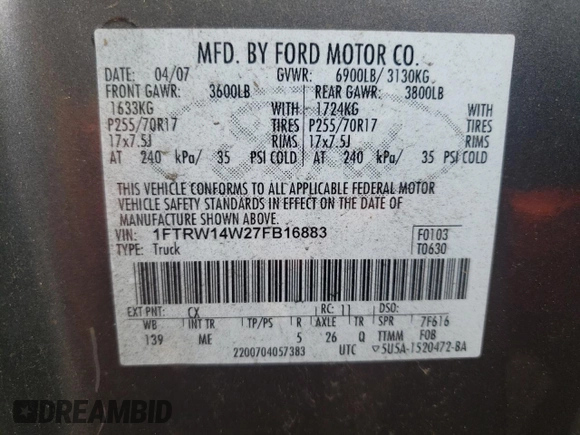 MFD. BY FORD MOTOR CO.
DATE: 04/07 GVWR: 6900LB/ 3130KG
FRONT GAWR: 3600LB REAR GAWR: 3800LB
1633KG WITH 1724KG WITH
P255/70R17 TIRES P255/70R17 TIRES
17x7.5J RIMS 17x7.5J RIMS
AT 240 kPa/ 35 PSI COLD AT 240 kPa/ 35 PSI COLD
THIS VEHICLE CONFORMS TO ALL APPLICABLE FEDERAL MOTOR
VEHICLE SAFETY STANDARDS IN EFFECT ON THE DATE OF
MANUFACTURE SHOWN ABOVE.
VIN: 1FTRW14W27FB16883 F0103
TYPE: Truck T0630
EXT PNT: CX RC: 11 DSO:
WB INT TR TP/PS R AXLE TR SPR 7F616
139 ME 5 26 Q TTMM F0B
2200704057383 UTC ▽5USA-1520472-BA
DREAMBID